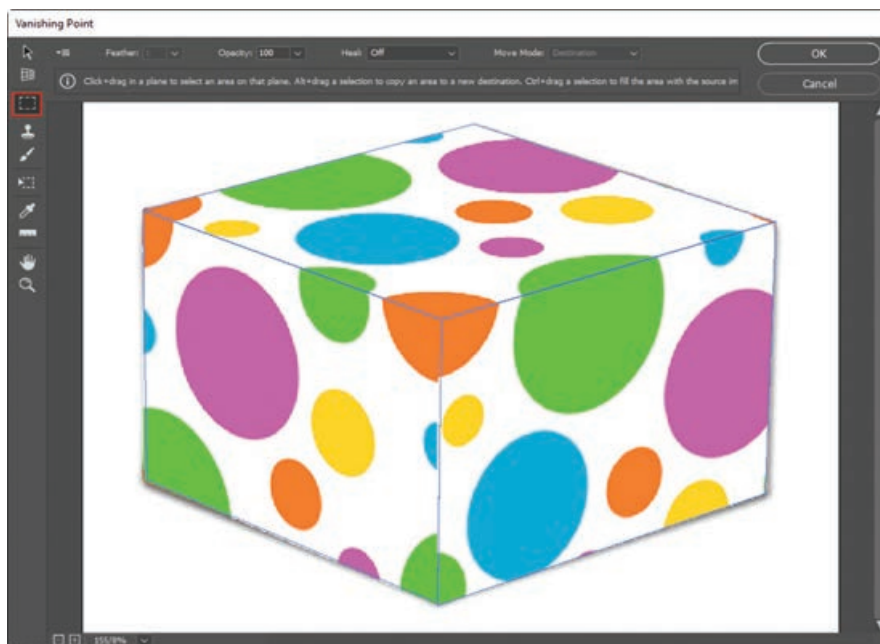 Vanishing Point
Feather: Opacity: 100 Heal: Off Move Mode: Destination OK
Click+drag in a plane to select an area on that plane. Alt+drag a selection to copy an area to a new destination. Ctrl+drag a selection to fill the area with the source im
Cancel